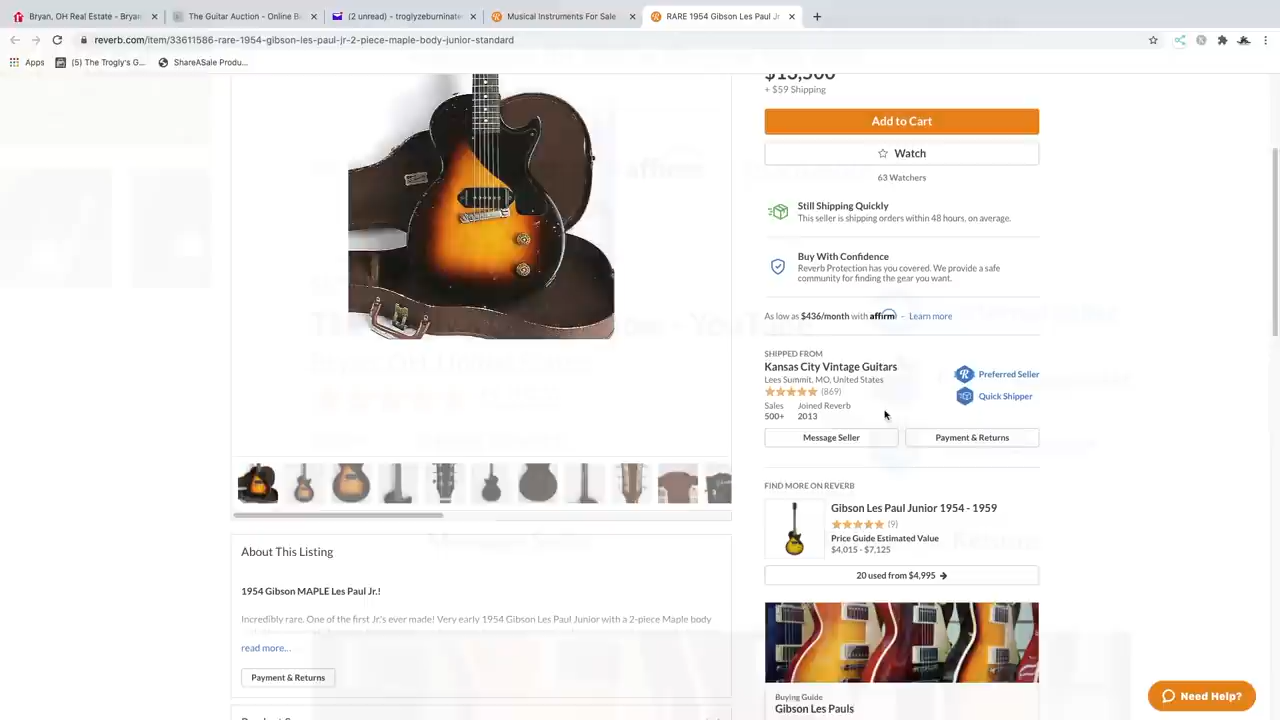 Bryan, OH Real Estate - Bryan
The Guitar Auction - Online B
(2 unread) - troglyzeburninate
Musical Instruments For Sale
RARE 1954 Gibson Les Paul Jr
reverb.com/item/33611586-rare-1954-gibson-les-paul-jr-2-piece-maple-body-junior-standard
Apps
(5) The Trogly's G...
ShareASale Produ...
$13,500
+ $59 Shipping
Add to Cart
Watch
63 Watchers
Still Shipping Quickly
This seller is shipping orders within 48 hours, on average.
Buy With Confidence
Reverb Protection has you covered. We provide a safe
community for finding the gear you want.
As low as $436/month with affirm - Learn more
SHIPPED FROM
Kansas City Vintage Guitars
Lees Summit, MO, United States
(869)
Preferred Seller
Quick Shipper
Sales
500+
Joined Reverb
2013
Message Seller
Payment & Returns
FIND MORE ON REVERB
Gibson Les Paul Junior 1954 - 1959
(9)
Price Guide Estimated Value
$4,015 - $7,125
20 used from $4,995
About This Listing
1954 Gibson MAPLE Les Paul Jr.!
Incredibly rare. One of the first Jr.'s ever made! Very early 1954 Gibson Les Paul Junior with a 2-piece Maple body
read more...
Payment & Returns
Buying Guide
Gibson Les Pauls
Need Help?